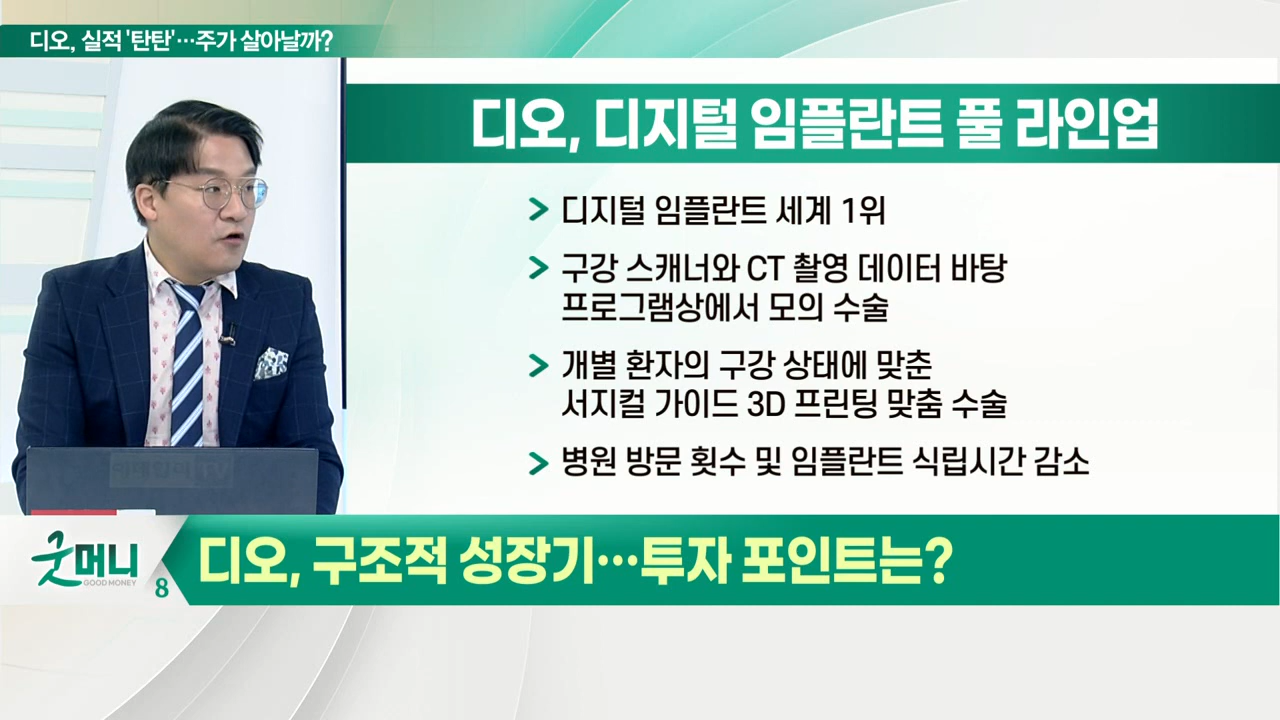 디오, 실적 '탄탄'…주가 살아날까?
디오, 디지털 임플란트 풀 라인업
> 디지털 임플란트 세계 1위
> 구강 스캐너와 CT 촬영 데이터 바탕
프로그램상에서 모의 수술
> 개별 환자의 구강 상태에 맞춘
서지컬 가이드 3D 프린팅 맞춤 수술
> 병원 방문 횟수 및 임플란트 식립시간 감소
이데일리 TV
굿머니
GOOD MONEY
8
디오, 구조적 성장기…투자 포인트는?